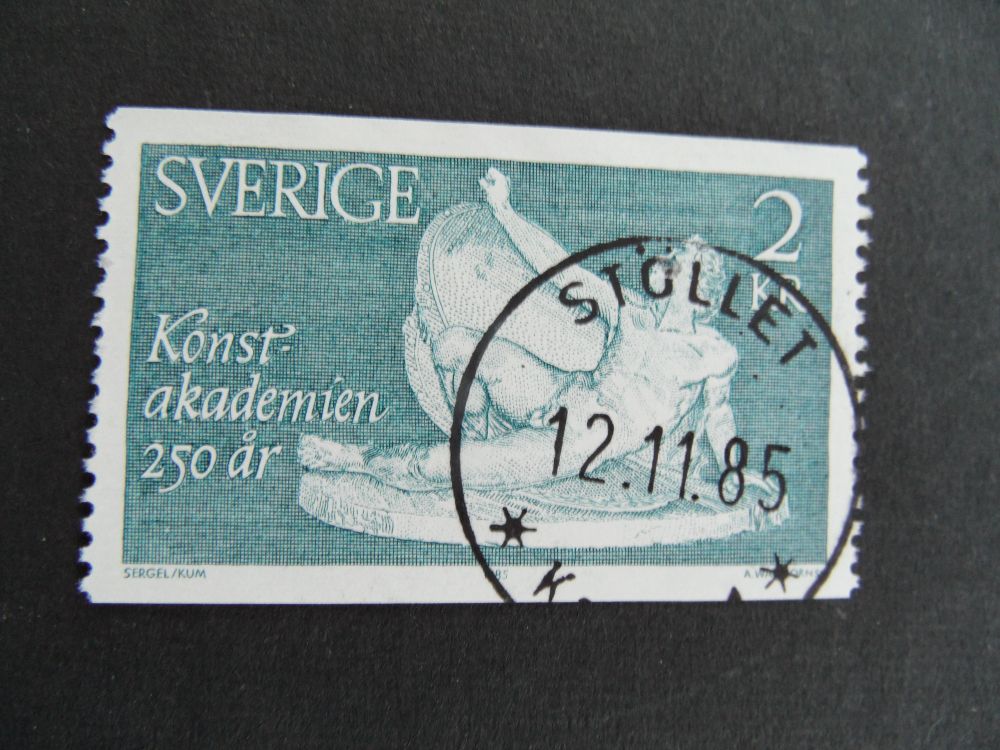 SVERIGE
2
KR
Konst-
akademien
250 år
STÖLLET
12.11.85
SERGEL/KUM